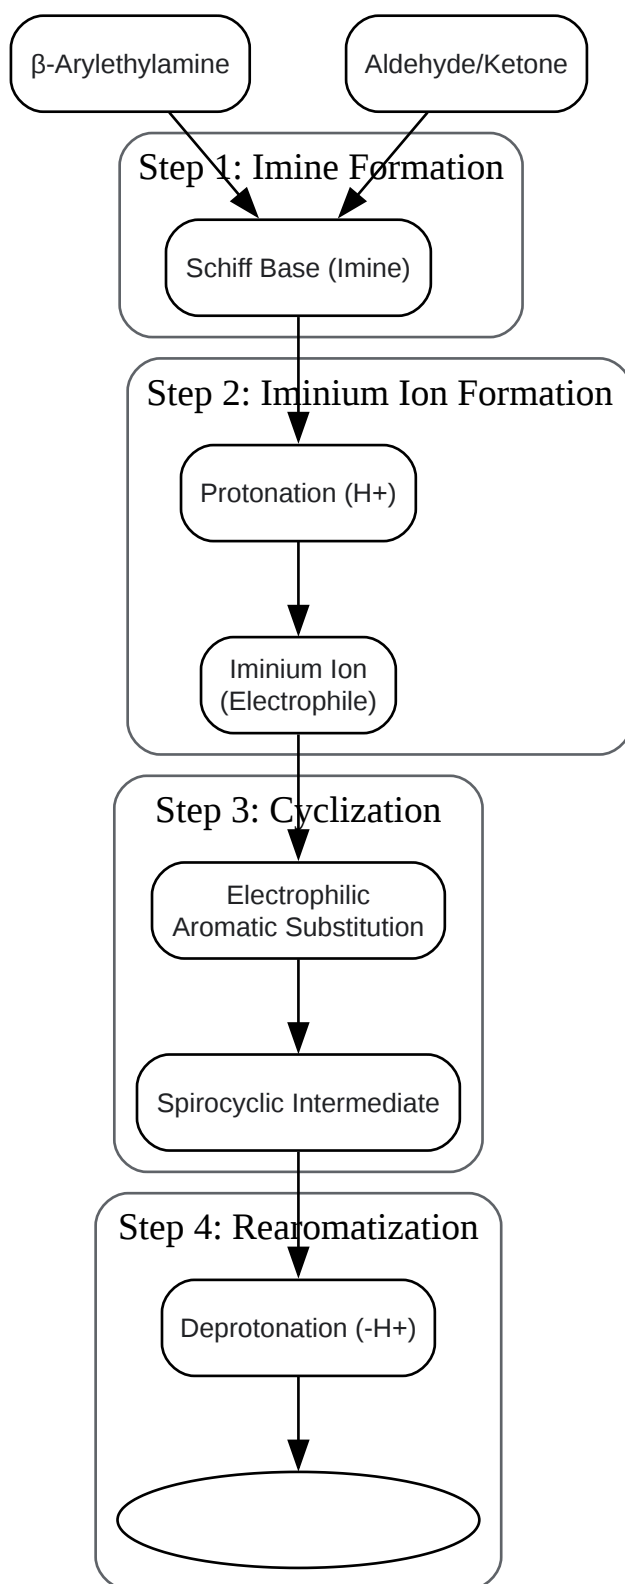 β-Arylethylamine
Aldehyde/Ketone
Step 1: Imine Formation
Schiff Base (Imine)
Step 2: Iminium Ion Formation
Protonation (H+)
Iminium Ion
(Electrophile)
Step 3: Cyclization
Electrophilic
Aromatic Substitution
Spirocyclic Intermediate
Step 4: Rearomatization
Deprotonation (-H+)